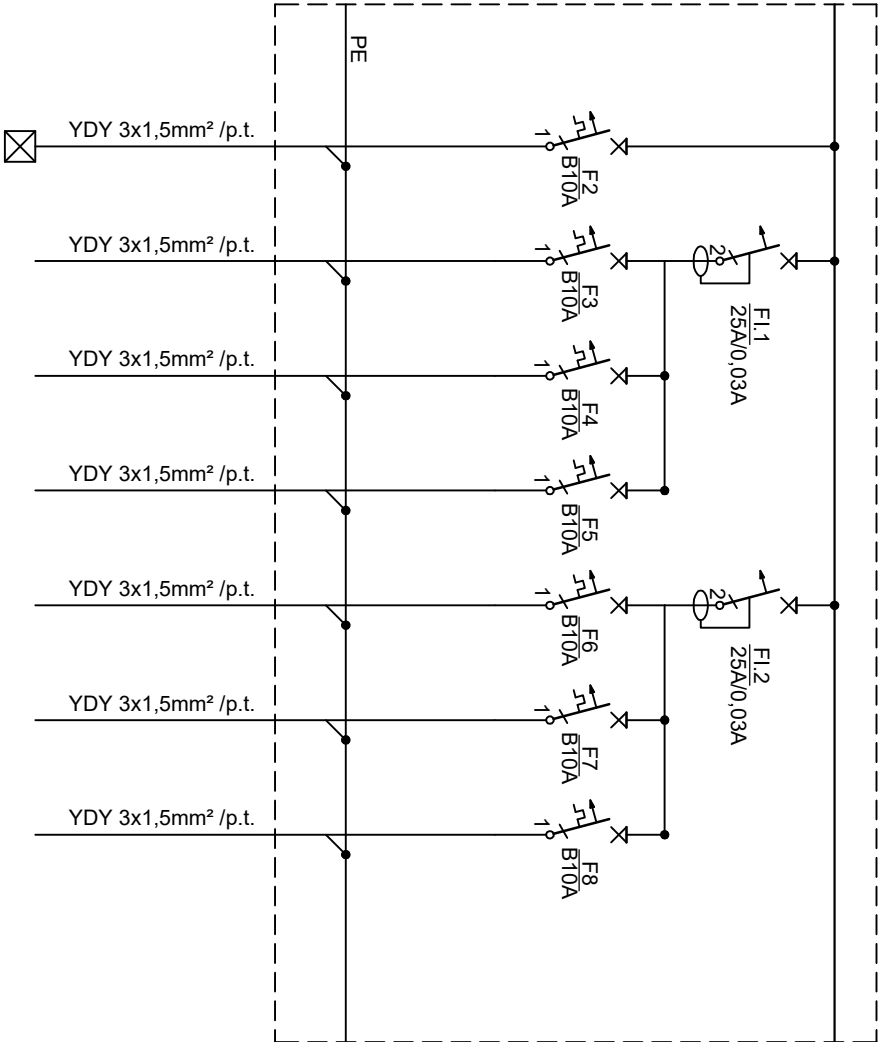 PE
YDY 3x1,5mm² /p.t.
1
F2
B10A
YDY 3x1,5mm² /p.t.
1
F3
B10A
2
FI.1
25A/0,03A
YDY 3x1,5mm² /p.t.
1
F4
B10A
YDY 3x1,5mm² /p.t.
1
F5
B10A
YDY 3x1,5mm² /p.t.
1
F6
B10A
2
FI.2
25A/0,03A
YDY 3x1,5mm² /p.t.
1
F7
B10A
YDY 3x1,5mm² /p.t.
1
F8
B10A